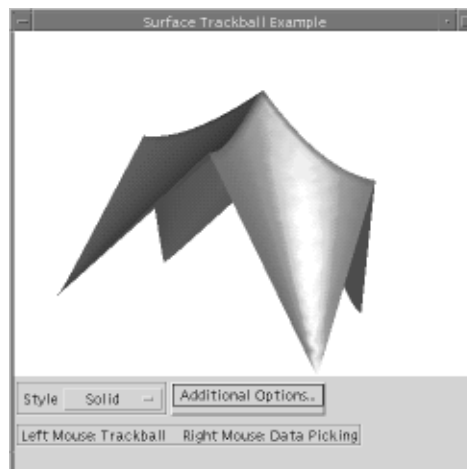 Surface Trackball Example
Style Solid Additional Options..
Left Mouse: Trackball Right Mouse: Data Picking